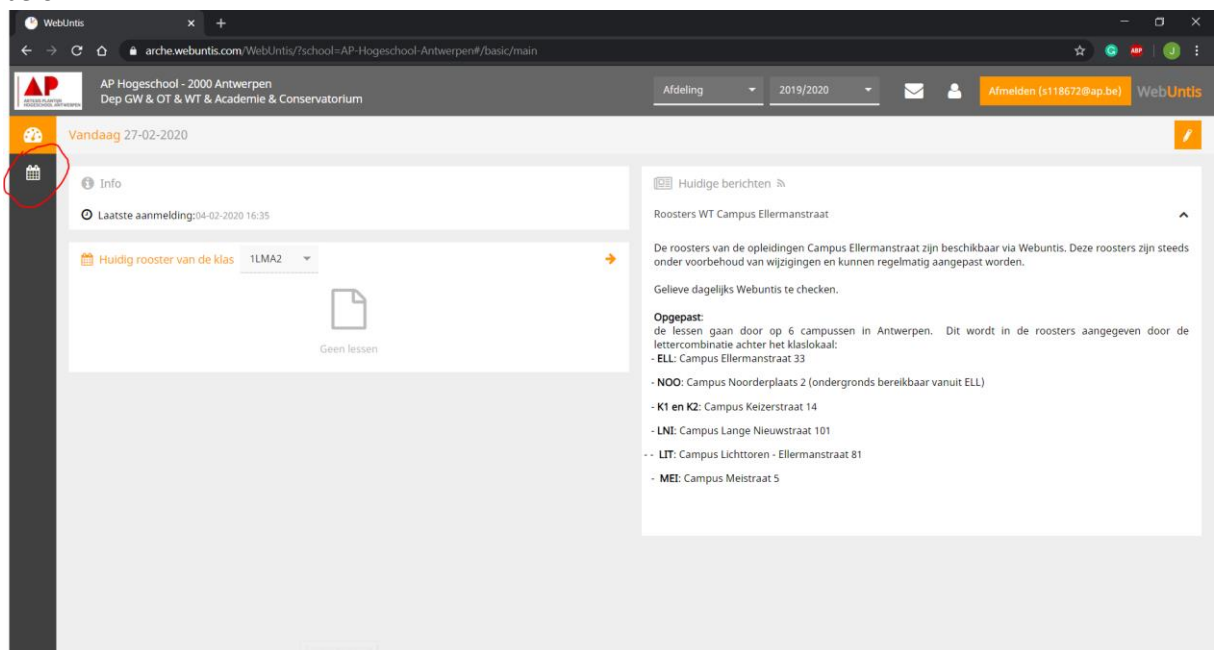 WebUntis
arche.webuntis.com/WebUntis/?school=AP-Hogeschool-Antwerpen#/basic/main
ABP
J
AP
AP Hogeschool - 2000 Antwerpen
Dep GW & OT & WT & Academie & Conservatorium
Afdeling
2019/2020
Afmelden (s118672@ap.be)
WebUntis
Vandaag 27-02-2020
Info
Laatste aanmelding:04-02-2020 16:35
Huidig rooster van de klas 1LMA2
Geen lessen
Huidige berichten
Roosters WT Campus Ellermanstraat
De roosters van de opleidingen Campus Ellermanstraat zijn beschikbaar via Webuntis. Deze roosters zijn steeds
onder voorbehoud van wijzigingen en kunnen regelmatig aangepast worden.
Gelieve dagelijks Webuntis te checken.
Opgepast:
de lessen gaan door op 6 campussen in Antwerpen. Dit wordt in de roosters aangegeven door de
lettercombinatie achter het klaslokaal:
- ELL: Campus Ellermanstraat 33
- NOO: Campus Noorderplaats 2 (ondergronds bereikbaar vanuit ELL)
- K1 en K2: Campus Keizerstraat 14
- LNI: Campus Lange Nieuwstraat 101
- - LIT: Campus Lichttoren - Ellermanstraat 81
- MEI: Campus Meistraat 5